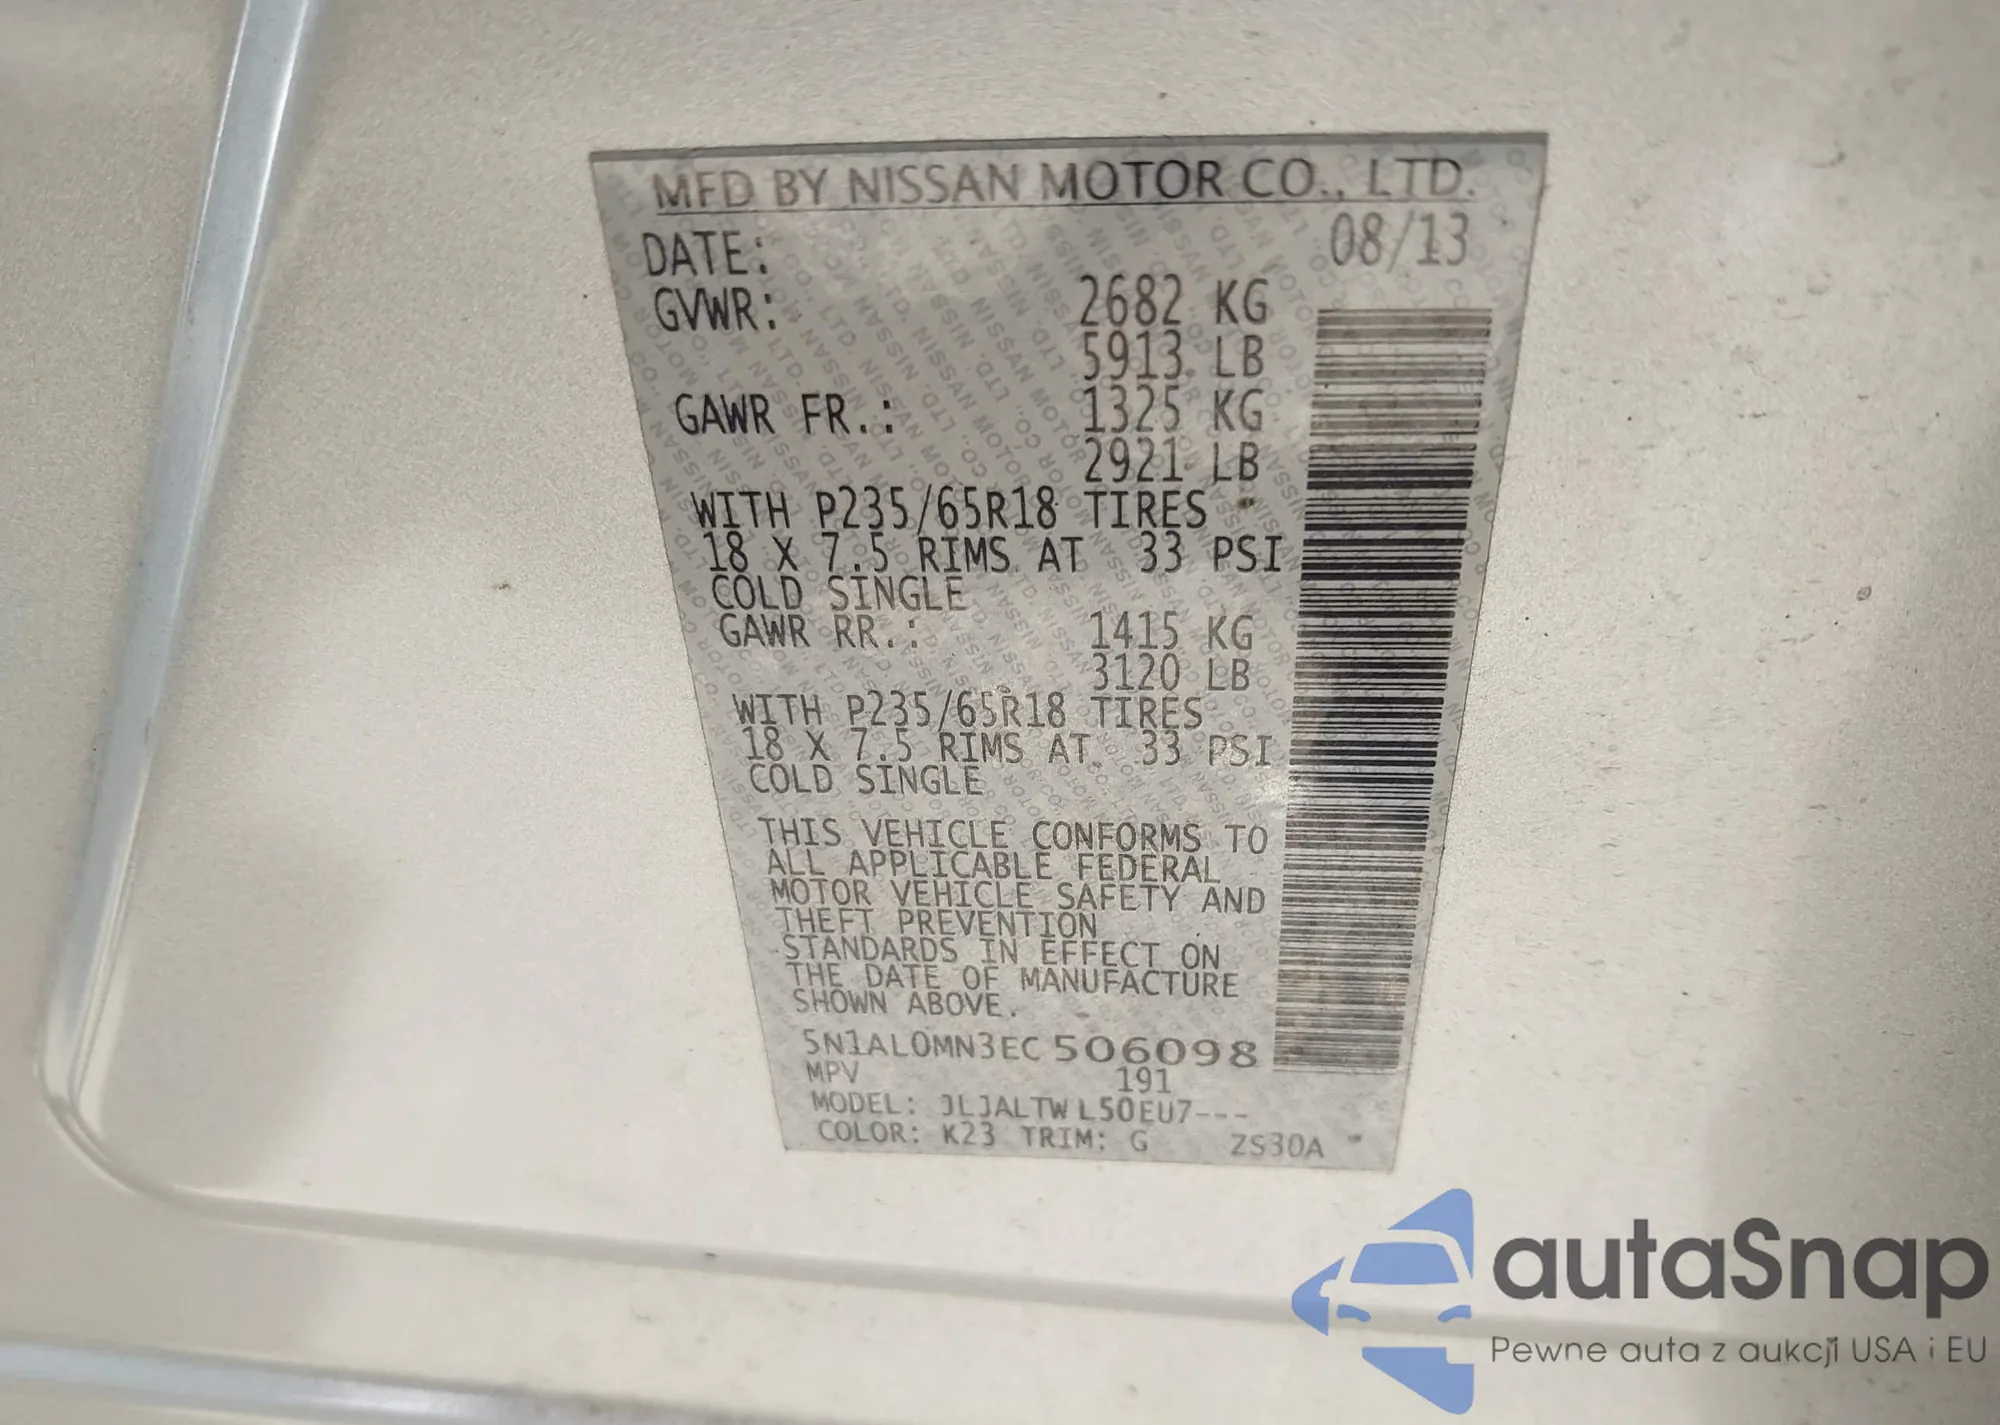 MFD BY NISSAN MOTOR CO., LTD.
DATE: 08/13
GVWR: 2682 KG
5913 LB
GAWR FR.: 1325 KG
2921 LB
WITH P235/65R18 TIRES
18 X 7.5 RIMS AT 33 PSI
COLD SINGLE
GAWR RR.: 1415 KG
3120 LB
WITH P235/65R18 TIRES
18 X 7.5 RIMS AT 33 PSI
COLD SINGLE
THIS VEHICLE CONFORMS TO
ALL APPLICABLE FEDERAL
MOTOR VEHICLE SAFETY AND
THEFT PREVENTION
STANDARDS IN EFFECT ON
THE DATE OF MANUFACTURE
SHOWN ABOVE.
5N1AL0MN3EC506098
MPV 191
MODEL: JLJALTWL50EU7---
COLOR: K23 TRIM: G ZS30A
autaSnap
Pewne auta z aukcji USA i EU